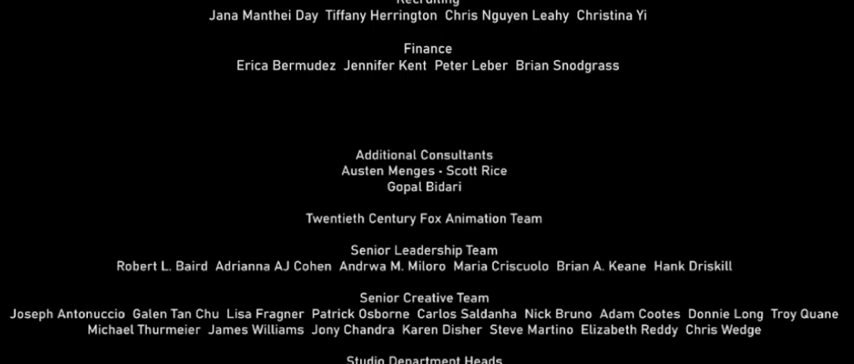 Recruiting
Jana Manthei Day Tiffany Herrington Chris Nguyen Leahy Christina Yi
Finance
Erica Bermudez Jennifer Kent Peter Leber Brian Snodgrass
Additional Consultants
Austen Menges • Scott Rice
Gopal Bidari
Twentieth Century Fox Animation Team
Senior Leadership Team
Robert L. Baird Adrianna AJ Cohen Andrwa M. Miloro Maria Criscuolo Brian A. Keane Hank Driskill
Senior Creative Team
Joseph Antonuccio Galen Tan Chu Lisa Fragner Patrick Osborne Carlos Saldanha Nick Bruno Adam Cootes Donnie Long Troy Quane
Michael Thurmeier James Williams Jony Chandra Karen Disher Steve Martino Elizabeth Reddy Chris Wedge
Studio Department Heads